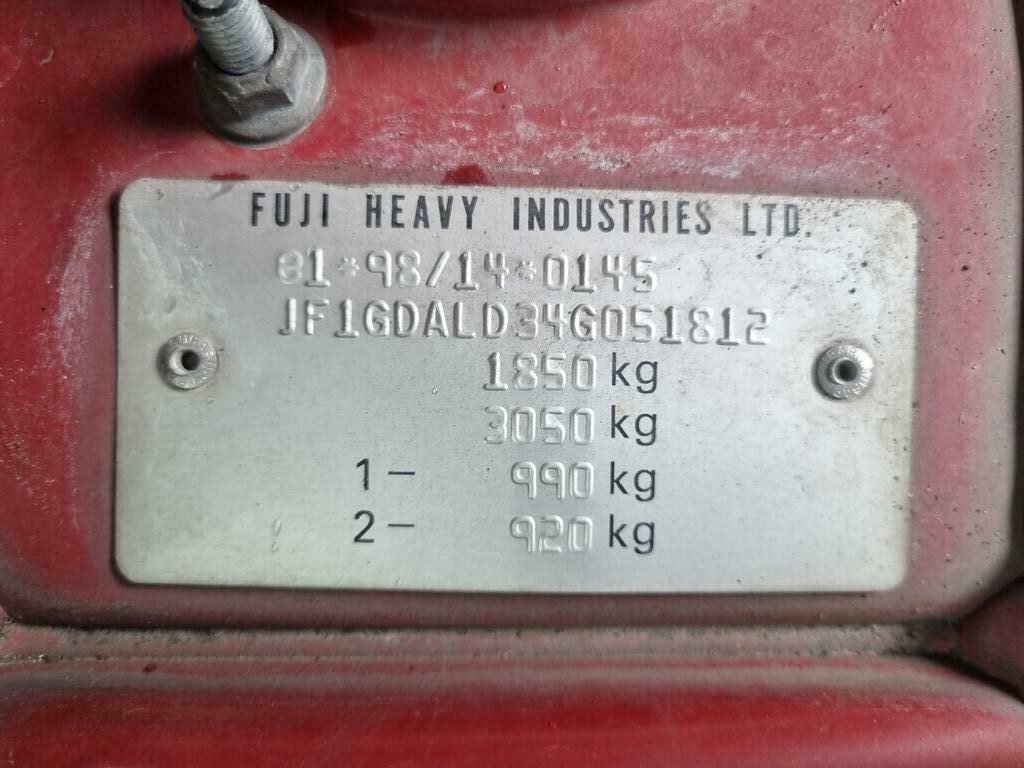 FUJI HEAVY INDUSTRIES LTD.
e1*98/14*0145
JF1GDALD34G051812
1850 kg
3050 kg
1- 990 kg
2- 920 kg